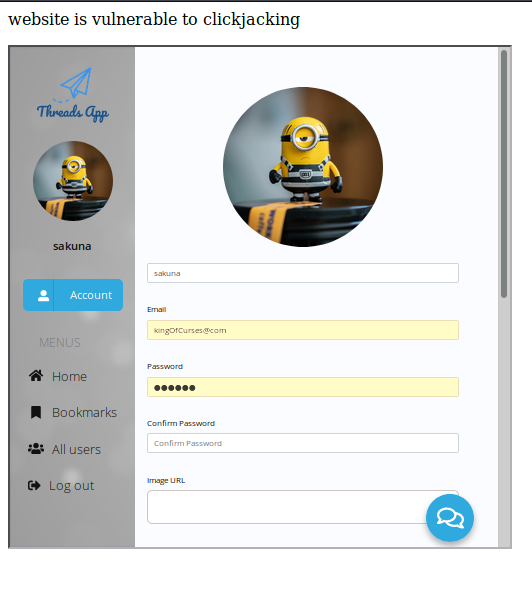 website is vulnerable to clickjacking
Threads App
sakuna
Account
MENUS
Home
Bookmarks
All users
Log out
sakuna
Email
kingOfCurses@com
Password
●●●●●●
Confirm Password
Confirm Password
Image URL